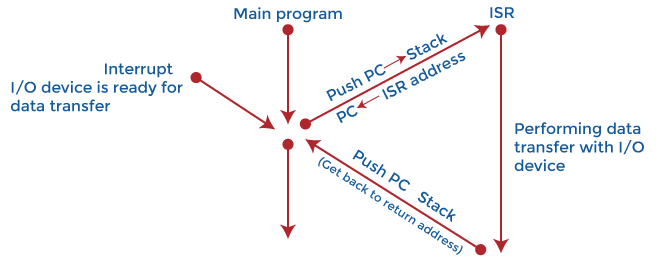 Main program
ISR
Interrupt
I/O device is ready for
data transfer
Push PC Stack
PC ISR address
Performing data
transfer with I/O
device
Push PC Stack
(Get back to return address)